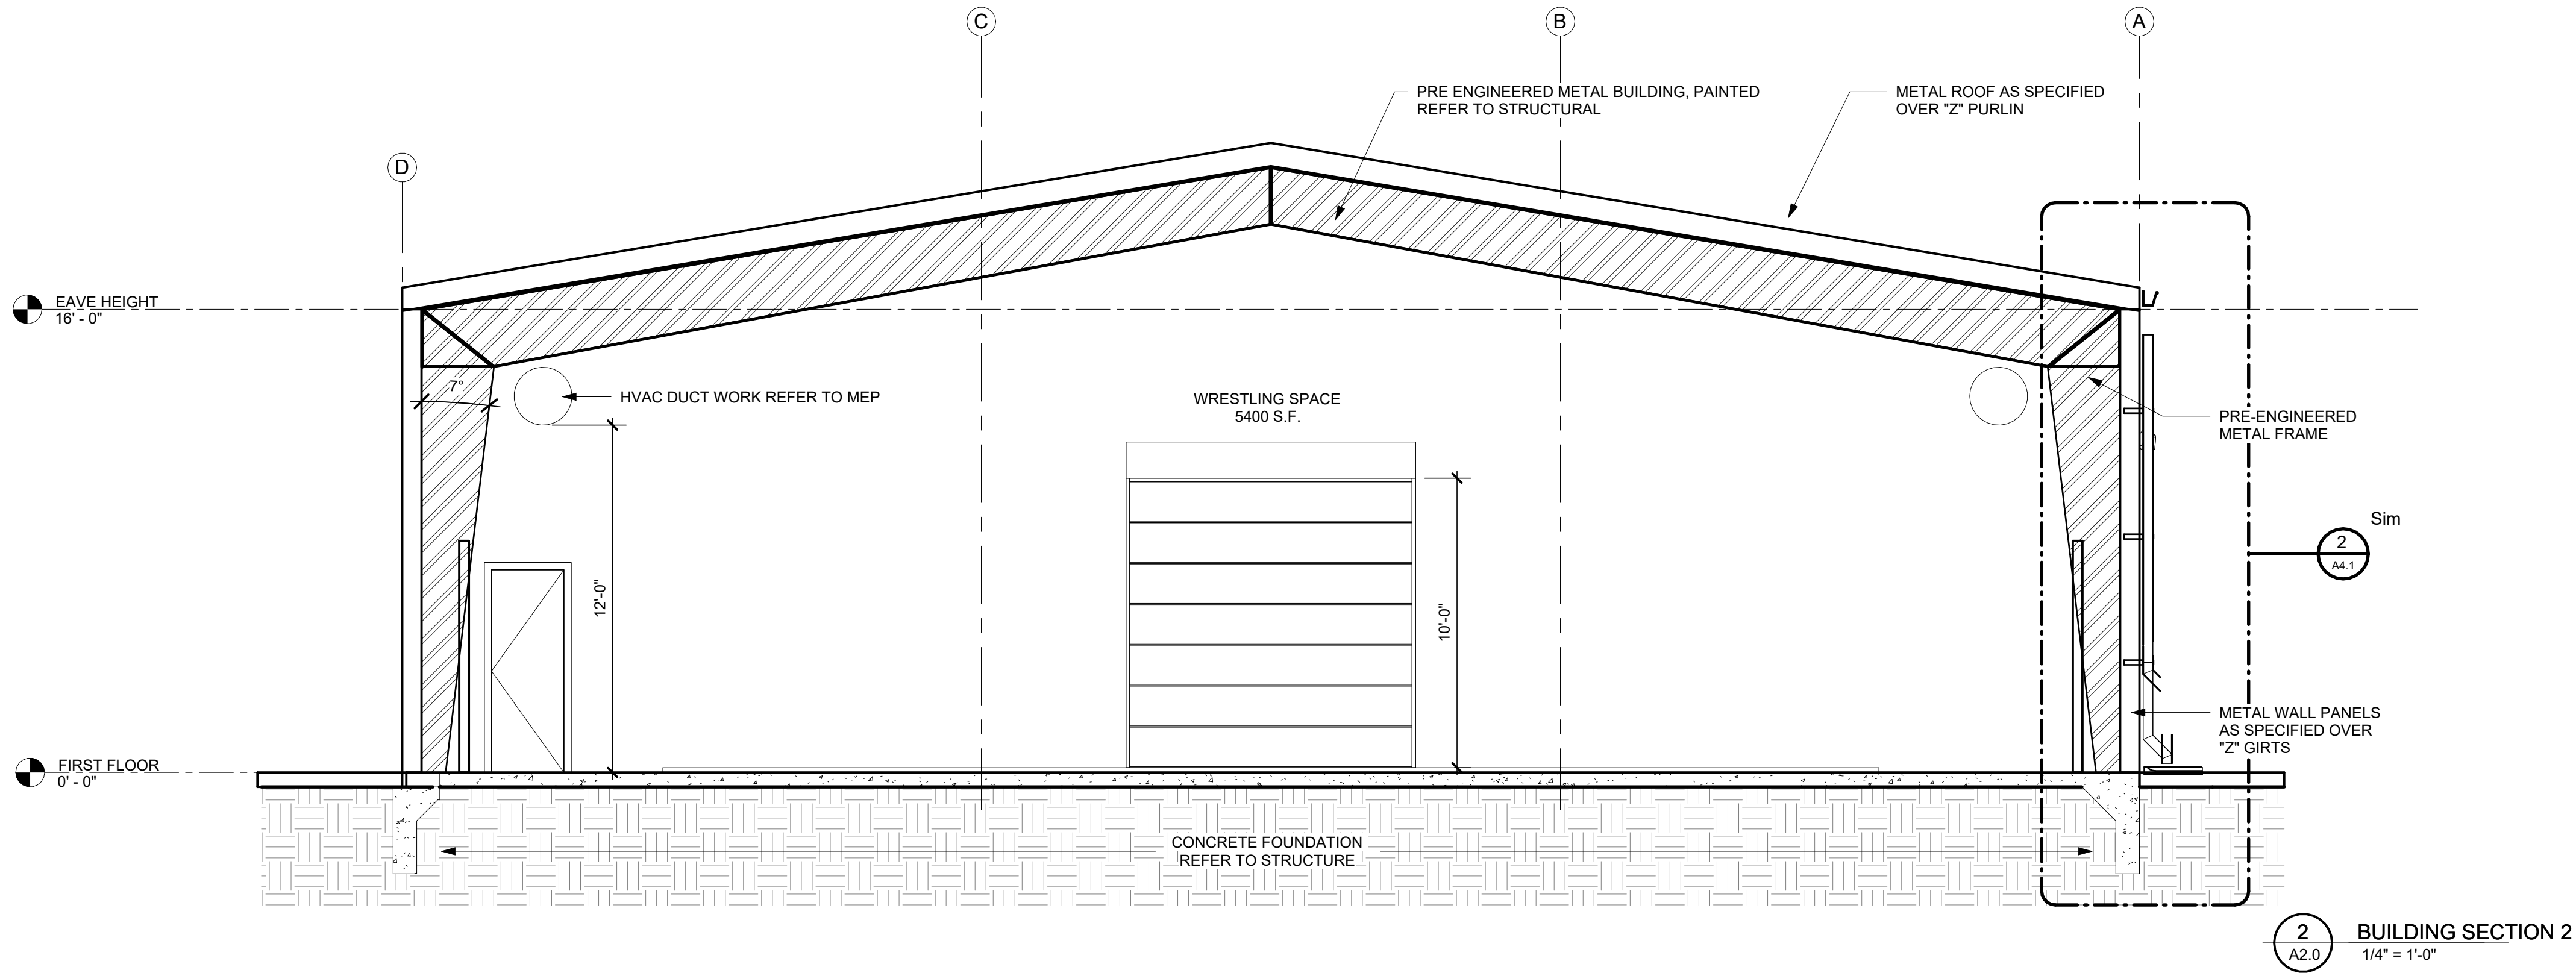 C
B
A
PRE ENGINEERED METAL BUILDING, PAINTED
REFER TO STRUCTURAL
METAL ROOF AS SPECIFIED
OVER "Z" PURLIN
D
EAVE HEIGHT
16' - 0"
7°
HVAC DUCT WORK REFER TO MEP
WRESTLING SPACE
5400 S.F.
PRE-ENGINEERED
METAL FRAME
Sim
2
A4.1
12'-0"
10'-0"
METAL WALL PANELS
AS SPECIFIED OVER
"Z" GIRTS
FIRST FLOOR
0' - 0"
CONCRETE FOUNDATION
REFER TO STRUCTURE
2
A2.0
BUILDING SECTION 2
1/4" = 1'-0"